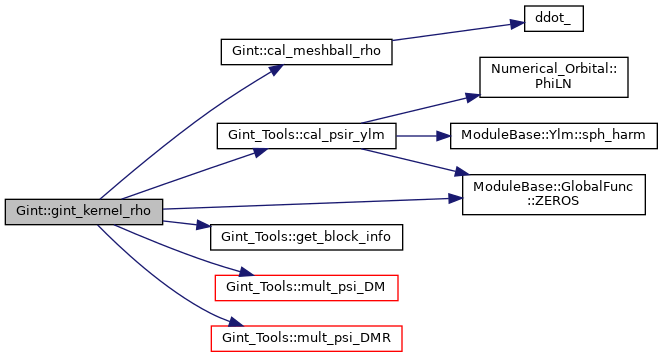 ddot_
Gint::cal_meshball_rho
Numerical_Orbital::
PhiLN
Gint_Tools::cal_psir_ylm
ModuleBase::Ylm::sph_harm
ModuleBase::GlobalFunc
::ZEROS
Gint::gint_kernel_rho
Gint_Tools::get_block_info
Gint_Tools::mult_psi_DM
Gint_Tools::mult_psi_DMR